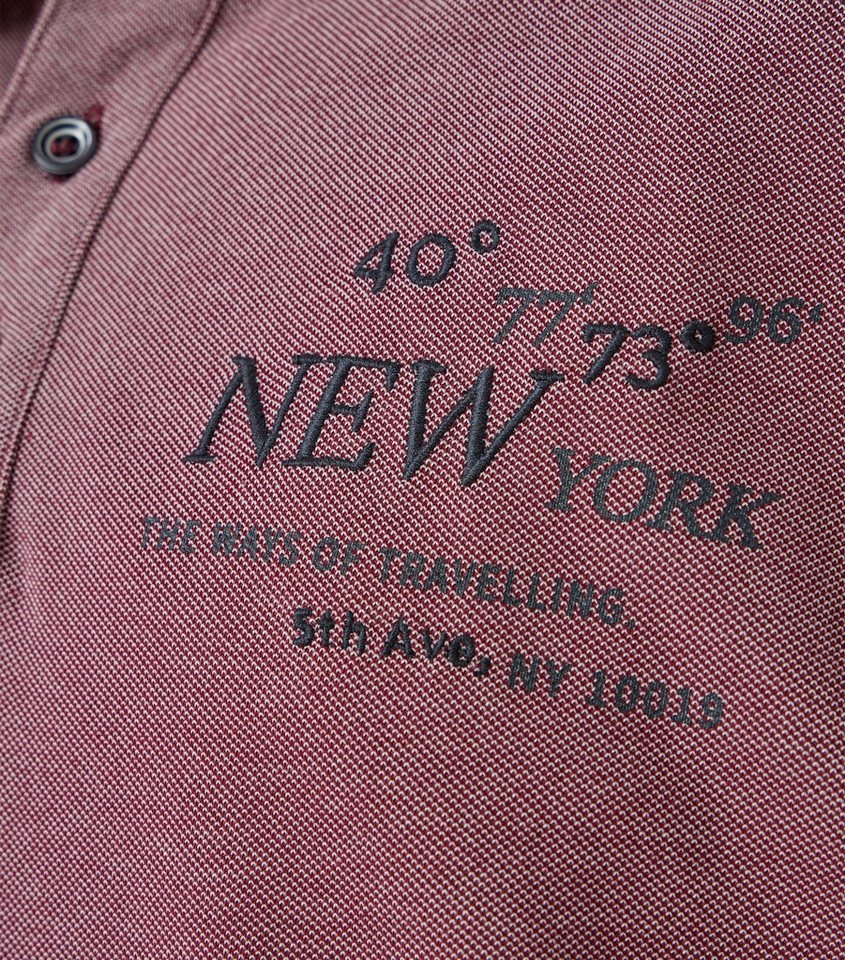 40° 77‘ 73° 96‘
NEW YORK
THE WAYS OF TRAVELLING.
5th Ave, NY 10019